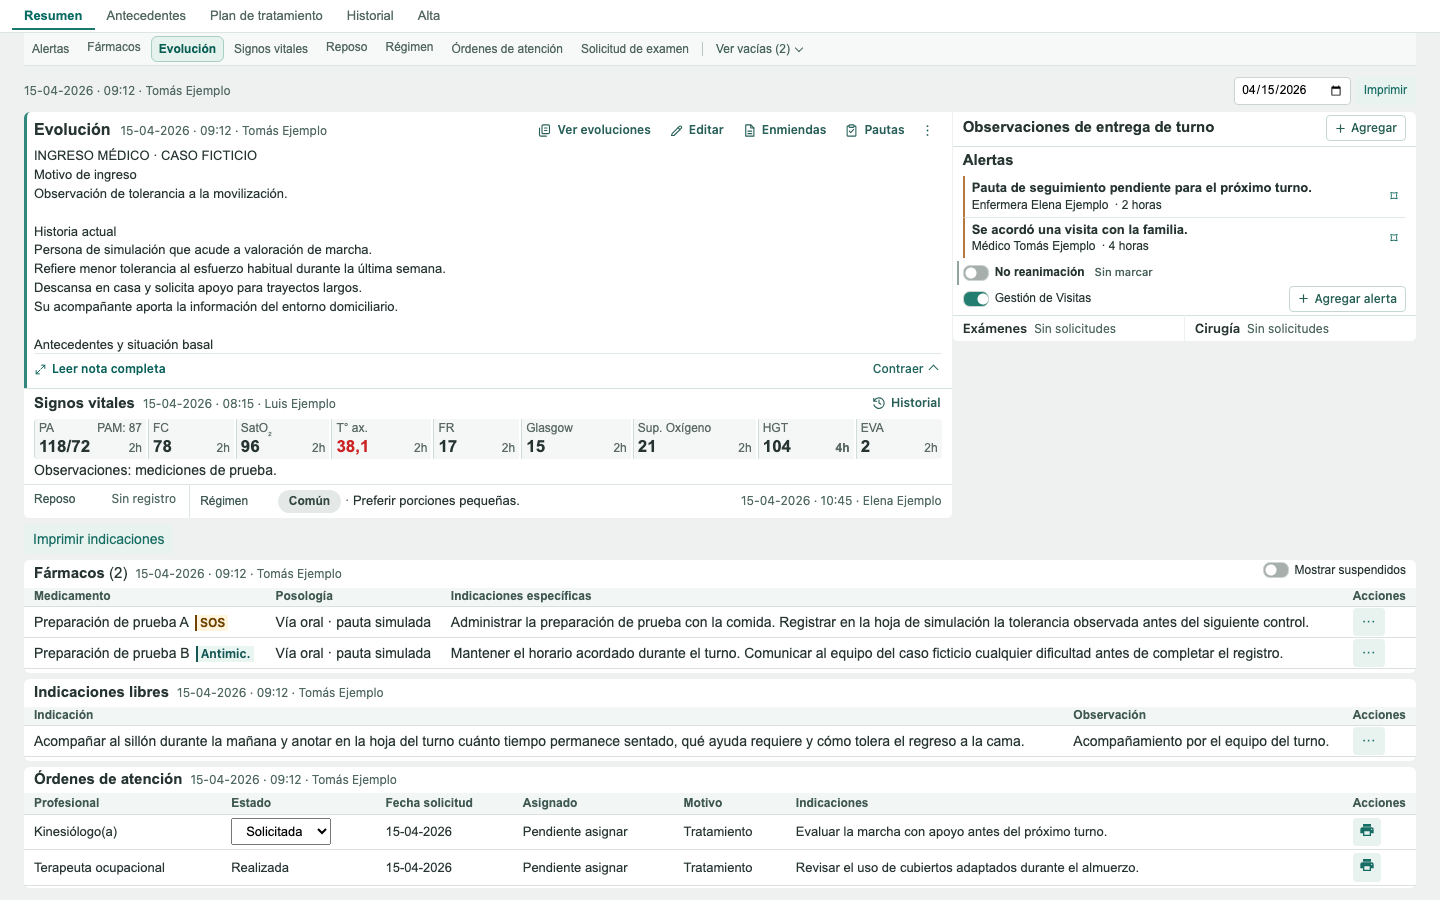 Resumen Antecedentes Plan de tratamiento Historial Alta
Alertas Fármacos Evolución Signos vitales Reposo Régimen Órdenes de atención Solicitud de examen Ver vacías (2)
15-04-2026 · 09:12 · Tomás Ejemplo
04/15/2026 Imprimir
Evolución 15-04-2026 · 09:12 · Tomás Ejemplo Ver evoluciones Editar Enmiendas Pautas
INGRESO MÉDICO · CASO FICTICIO
Motivo de ingreso
Observación de tolerancia a la movilización.
Historia actual
Persona de simulación que acude a valoración de marcha.
Refiere menor tolerancia al esfuerzo habitual durante la última semana.
Descansa en casa y solicita apoyo para trayectos largos.
Su acompañante aporta la información del entorno domiciliario.
Antecedentes y situación basal
Leer nota completa Contraer
Observaciones de entrega de turno + Agregar
Alertas
Pauta de seguimiento pendiente para el próximo turno.
Enfermera Elena Ejemplo · 2 horas
Se acordó una visita con la familia.
Médico Tomás Ejemplo · 4 horas
No reanimación Sin marcar
Gestión de Visitas + Agregar alerta
Exámenes Sin solicitudes Cirugía Sin solicitudes
Signos vitales 15-04-2026 · 08:15 · Luis Ejemplo Historial
PA PAM: 87 FC SatO₂ T° ax. FR Glasgow Sup. Oxígeno HGT EVA
118/72 2h 78 2h 96 2h 38,1 2h 17 2h 15 2h 21 2h 104 4h 2 2h
Observaciones: mediciones de prueba.
Reposo Sin registro Régimen Común · Preferir porciones pequeñas. 15-04-2026 · 10:45 · Elena Ejemplo
Imprimir indicaciones
Fármacos (2) 15-04-2026 · 09:12 · Tomás Ejemplo Mostrar suspendidos
Medicamento Posología Indicaciones específicas Acciones
Preparación de prueba A SOS Vía oral · pauta simulada Administrar la preparación de prueba con la comida. Registrar en la hoja de simulación la tolerancia observada antes del siguiente control. ...
Preparación de prueba B Antimic. Vía oral · pauta simulada Mantener el horario acordado durante el turno. Comunicar al equipo del caso ficticio cualquier dificultad antes de completar el registro. ...
Indicaciones libres 15-04-2026 · 09:12 · Tomás Ejemplo
Indicación Observación Acciones
Acompañar al sillón durante la mañana y anotar en la hoja del turno cuánto tiempo permanece sentado, qué ayuda requiere y cómo tolera el regreso a la cama. Acompañamiento por el equipo del turno. ...
Órdenes de atención 15-04-2026 · 09:12 · Tomás Ejemplo
Profesional Estado Fecha solicitud Asignado Motivo Indicaciones Acciones
Kinesiólogo(a) Solicitada 15-04-2026 Pendiente asignar Tratamiento Evaluar la marcha con apoyo antes del próximo turno.
Terapeuta ocupacional Realizada 15-04-2026 Pendiente asignar Tratamiento Revisar el uso de cubiertos adaptados durante el almuerzo.